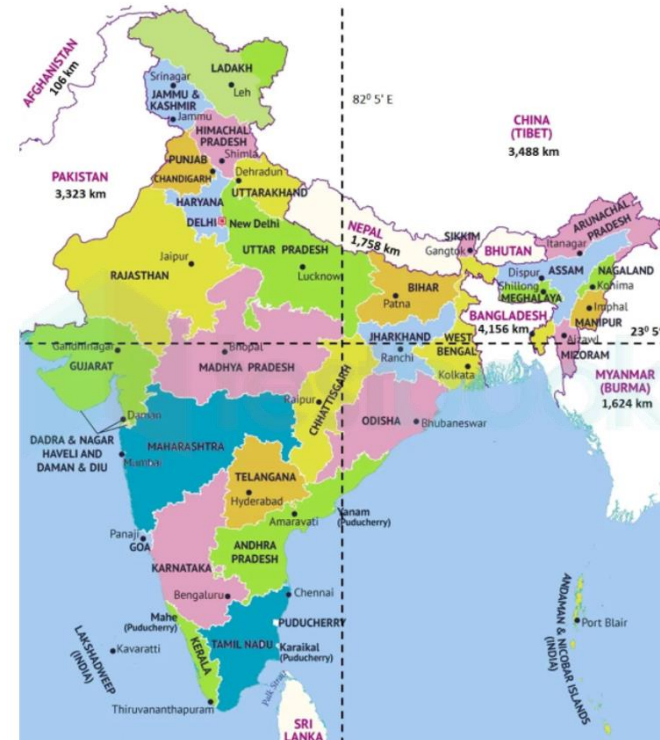 AFGHANISTAN
106 km
LADAKH
Leh
Srinagar
JAMMU &
KASHMIR
Jammu
82⁰ 5' E
CHINA
(TIBET)
3,488 km
HIMACHAL
PRADESH
Shimla
PAKISTAN
3,323 km
PUNJAB
CHANDIGARH
Dehradun
UTTARAKHAND
HARYANA
DELHI
New Delhi
NEPAL
1,758 km
SIKKIM
Gangtok
BHUTAN
ARUNACHAL
PRADESH
Itanagar
Jaipur
RAJASTHAN
UTTAR PRADESH
Lucknow
BIHAR
Patna
Dispur
ASSAM
NAGALAND
Shillong
MEGHALAYA
Kohima
Imphal
MANIPUR
BANGLADESH
4,156 km
JHARKHAND
Ranchi
WEST
BENGAL
Kolkata
Aizawl
MIZORAM
23⁰ 5
MYANMAR
(BURMA)
1,624 km
Gandhinagar
GUJARAT
Bhopal
MADHYA PRADESH
Raipur
CHHATTISGARH
ODISHA
Bhubaneswar
Daman
DADRA & NAGAR
HAVELI AND
DAMAN & DIU
MAHARASHTRA
Mumbai
TELANGANA
Hyderabad
Amaravati
Yanam
(Puducherry)
Panaji
GOA
KARNATAKA
ANDHRA
PRADESH
Bengaluru
Chennai
Mahe
(Puducherry)
PUDUCHERRY
KERALA
TAMIL NADU
Karaikal
(Puducherry)
LAKSHADWEEP
(INDIA)
Kavaratti
Thiruvananthapuram
Palk Strait
SRI
LANKA
ANDAMAN & NICOBAR ISLANDS
(INDIA)
Port Blair